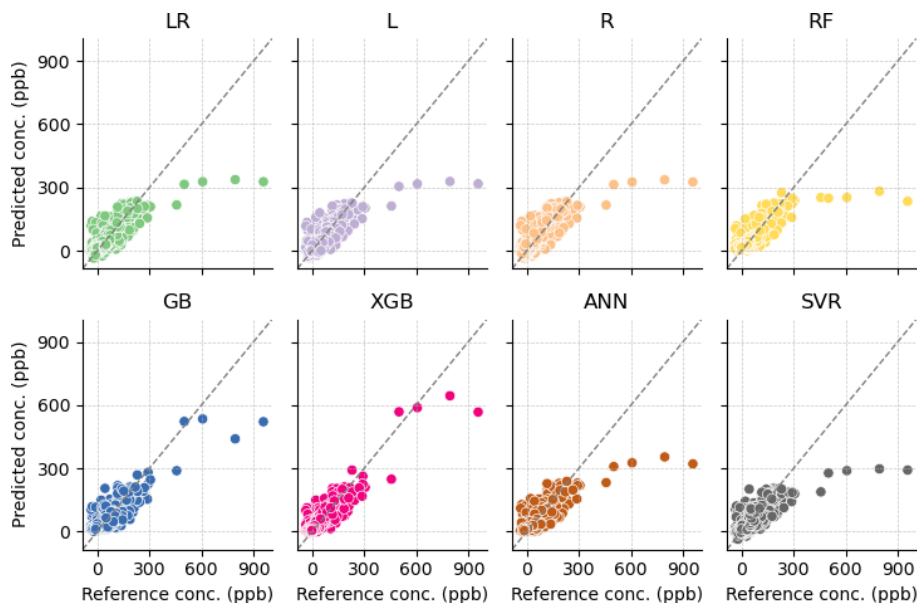 LR L R RF
Predicted conc. (ppb)
900
600
300
0
GB XGB ANN SVR
Predicted conc. (ppb)
900
600
300
0
0 300 600 900 0 300 600 900 0 300 600 900 0 300 600 900
Reference conc. (ppb) Reference conc. (ppb) Reference conc. (ppb) Reference conc. (ppb)